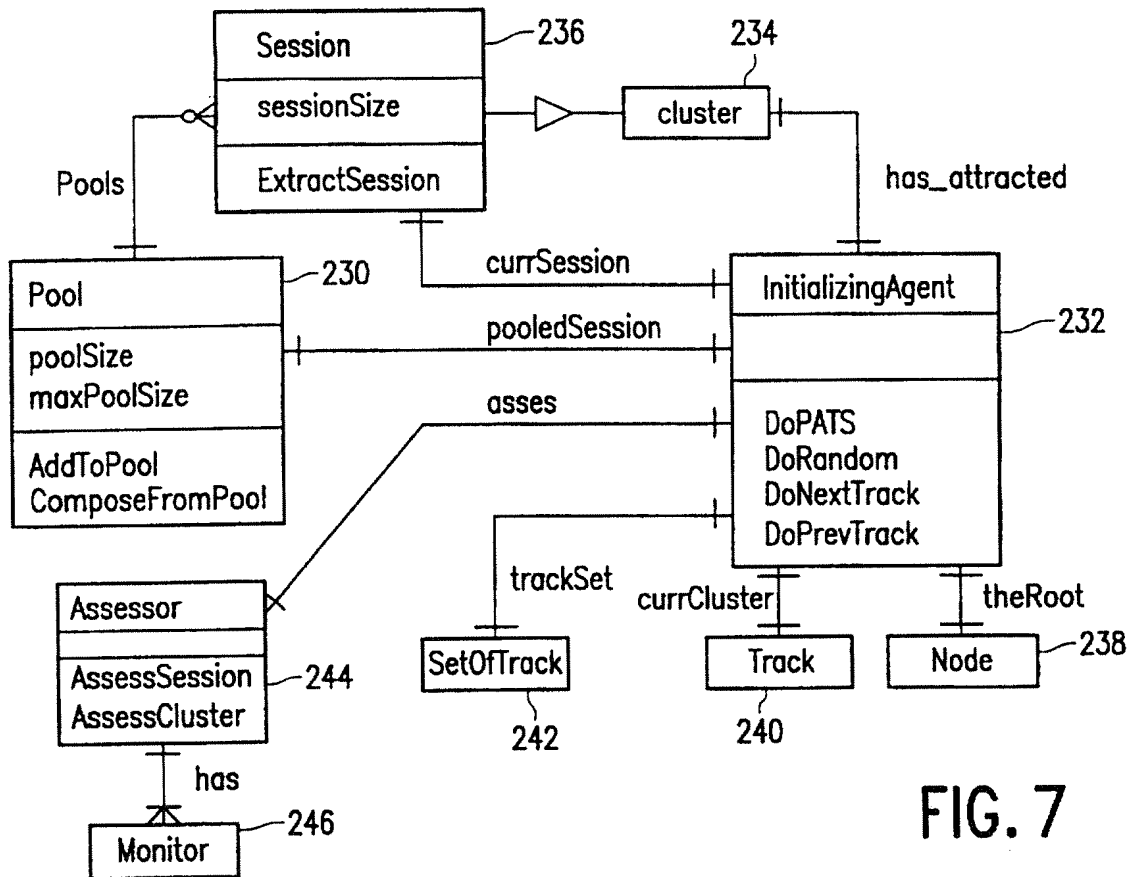 Session
236
sessionSize
ExtractSession
234
cluster
Pools
has_attracted
230
Pool
poolSize
maxPoolSize
AddToPool
ComposeFromPool
currSession
pooledSession
asses
InitializingAgent
232
DoPATS
DoRandom
DoNextTrack
DoPrevTrack
trackSet
currCluster
theRoot
Assessor
AssessSession
AssessCluster
244
SetOfTrack
242
Track
240
Node
238
has
Monitor
246
FIG. 7